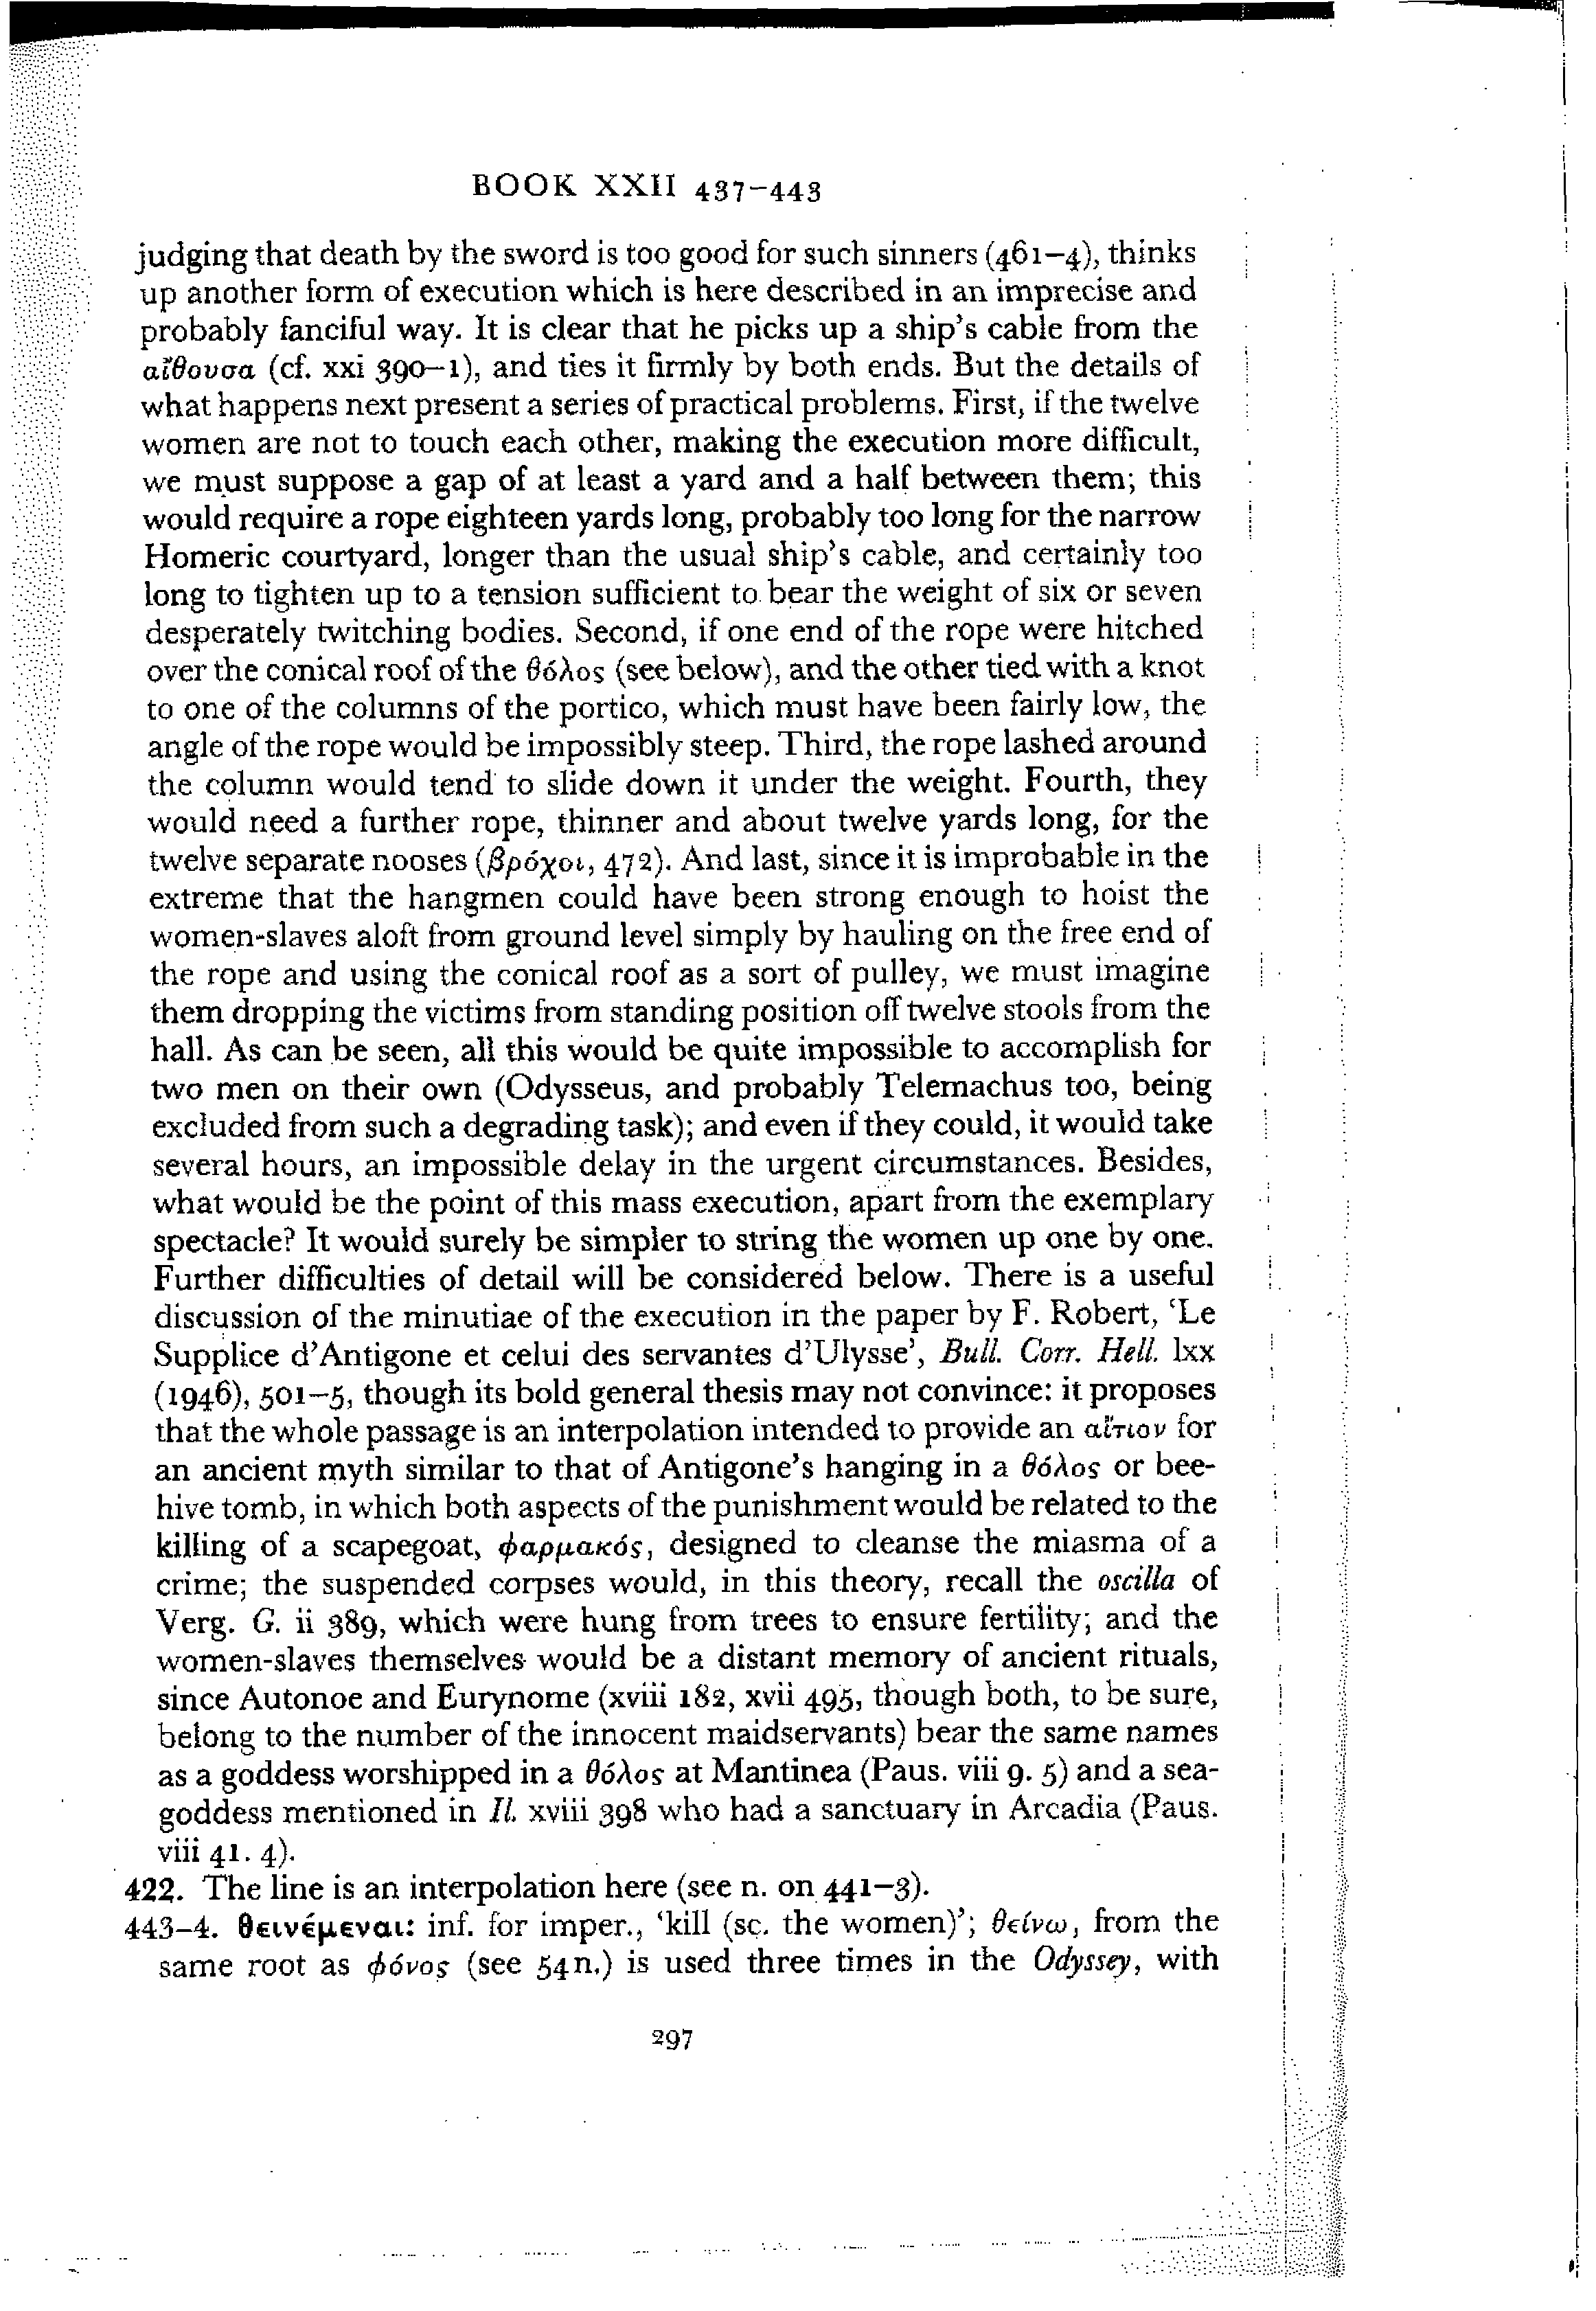 BOOK XXII 437–443
judging that death by the sword is too good for such sinners (461–4), thinks
up another form of execution which is here described in an imprecise and
probably fanciful way. It is clear that he picks up a ship's cable from the
αἴθουσα (cf. xxi 390–1), and ties it firmly by both ends. But the details of
what happens next present a series of practical problems. First, if the twelve
women are not to touch each other, making the execution more difficult,
we must suppose a gap of at least a yard and a half between them; this
would require a rope eighteen yards long, probably too long for the narrow
Homeric courtyard, longer than the usual ship's cable, and certainly too
long to tighten up to a tension sufficient to bear the weight of six or seven
desperately twitching bodies. Second, if one end of the rope were hitched
over the conical roof of the θόλος (see below), and the other tied with a knot
to one of the columns of the portico, which must have been fairly low, the
angle of the rope would be impossibly steep. Third, the rope lashed around
the column would tend to slide down it under the weight. Fourth, they
would need a further rope, thinner and about twelve yards long, for the
twelve separate nooses (βρόχοι, 472). And last, since it is improbable in the
extreme that the hangmen could have been strong enough to hoist the
women-slaves aloft from ground level simply by hauling on the free end of
the rope and using the conical roof as a sort of pulley, we must imagine
them dropping the victims from standing position off twelve stools from the
hall. As can be seen, all this would be quite impossible to accomplish for
two men on their own (Odysseus, and probably Telemachus too, being
excluded from such a degrading task); and even if they could, it would take
several hours, an impossible delay in the urgent circumstances. Besides,
what would be the point of this mass execution, apart from the exemplary
spectacle? It would surely be simpler to string the women up one by one.
Further difficulties of detail will be considered below. There is a useful
discussion of the minutiae of the execution in the paper by F. Robert, 'Le
Supplice d'Antigone et celui des servantes d'Ulysse', Bull. Corr. Hell. lxx
(1946), 501–5, though its bold general thesis may not convince: it proposes
that the whole passage is an interpolation intended to provide an αἴτιον for
an ancient myth similar to that of Antigone's hanging in a θόλος or bee-
hive tomb, in which both aspects of the punishment would be related to the
killing of a scapegoat, φαρμακός, designed to cleanse the miasma of a
crime; the suspended corpses would, in this theory, recall the oscilla of
Verg. G. ii 389, which were hung from trees to ensure fertility; and the
women-slaves themselves would be a distant memory of ancient rituals,
since Autonoe and Eurynome (xviii 182, xvii 495, though both, to be sure,
belong to the number of the innocent maidservants) bear the same names
as a goddess worshipped in a θόλος at Mantinea (Paus. viii 9. 5) and a sea-
goddess mentioned in Il. xviii 398 who had a sanctuary in Arcadia (Paus.
viii 41. 4).
422. The line is an interpolation here (see n. on 441–3).
443–4. θεινέμεναι: inf. for imper., 'kill (sc. the women)'; θείνω, from the
same root as φόνος (see 54 n.) is used three times in the Odyssey, with
297